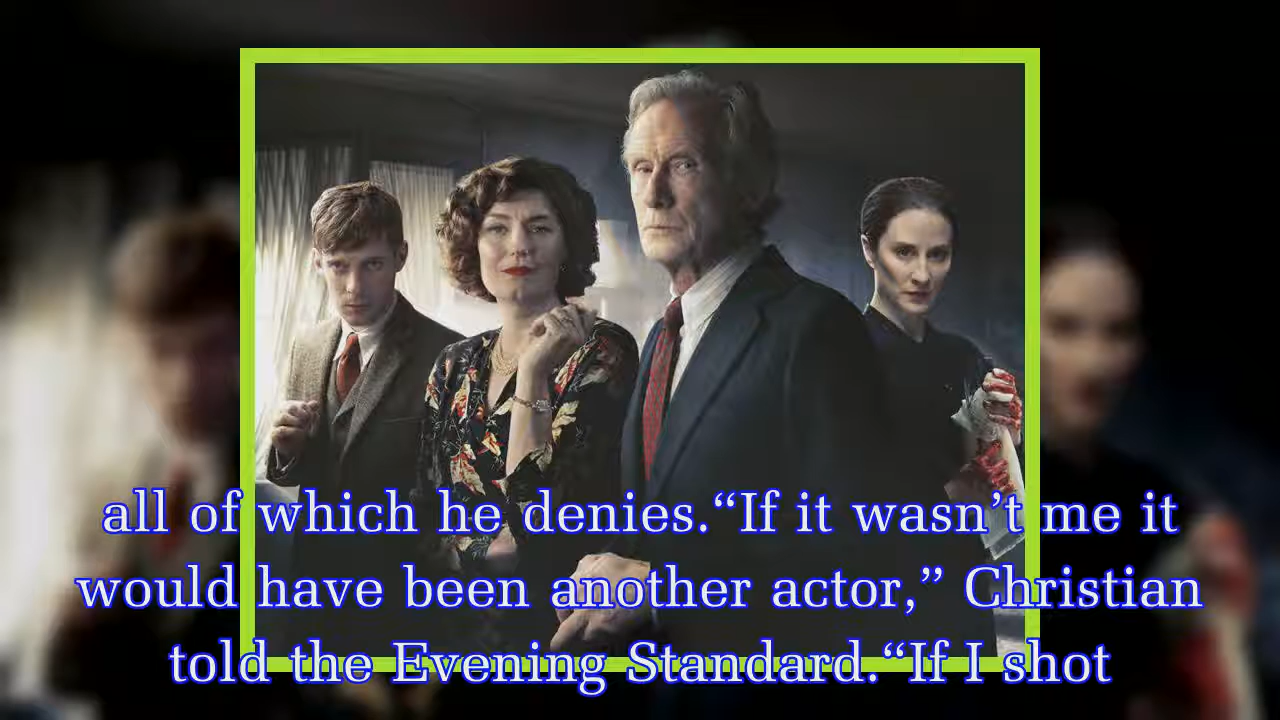 all of which he denies.“If it wasn’t me it
would have been another actor,” Christian
told the Evening Standard.“If I shot